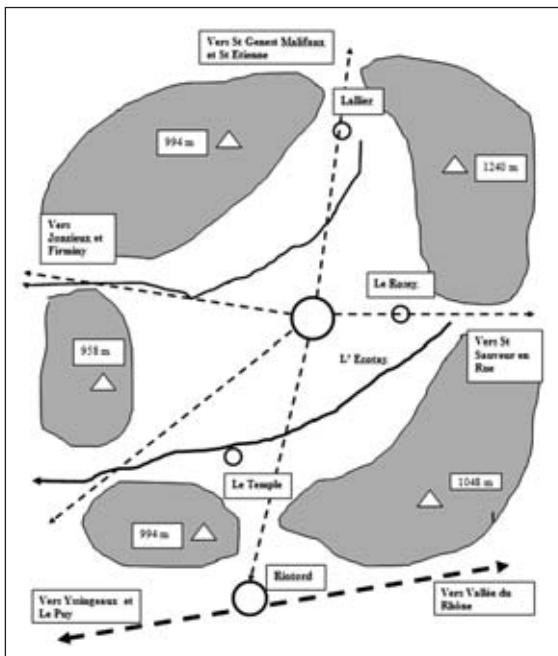 Vers St Genest Malifaux
et St Etienne
Lallier
994 m
1240 m
Vers
Jonzieux et
Firminy
Le Rozey
958 m
L' Ecotay
Vers St
Sauveur en
Rue
Le Temple
1048 m
994 m
Riotord
Vers Yssingeaux et
Le Puy
Vers Vallée du
Rhône